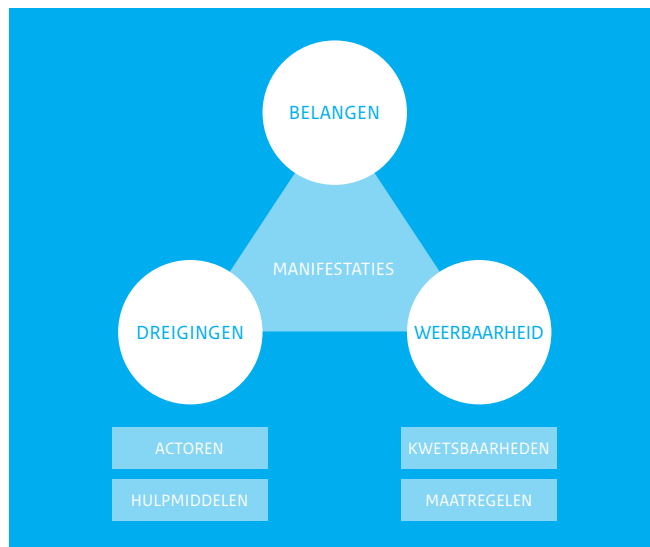 BELANGEN
MANIFESTATIES
DREIGINGEN
WEERBAARHEID
ACTOREN
KWETSBAARHEDEN
HULPMIDDELEN
MAATREGELEN